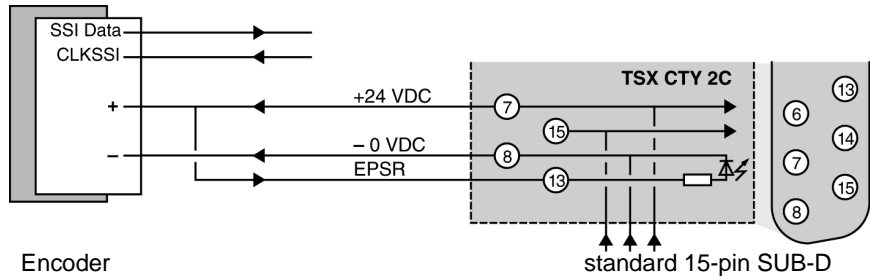 SSI Data
CLKSSI
+
+24 VDC
– 0 VDC
–
EPSR
7
15
8
13
TSX CTY 2C
13
6
14
7
15
8
Encoder
standard 15-pin SUB-D